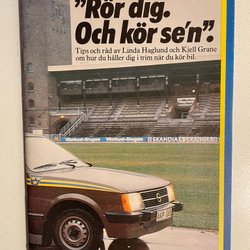 ”Rör dig.
Och kör se’n”.
Tips och råd av Linda Haglund och Kjell Grane
om hur du håller dig i trim när du kör bil.